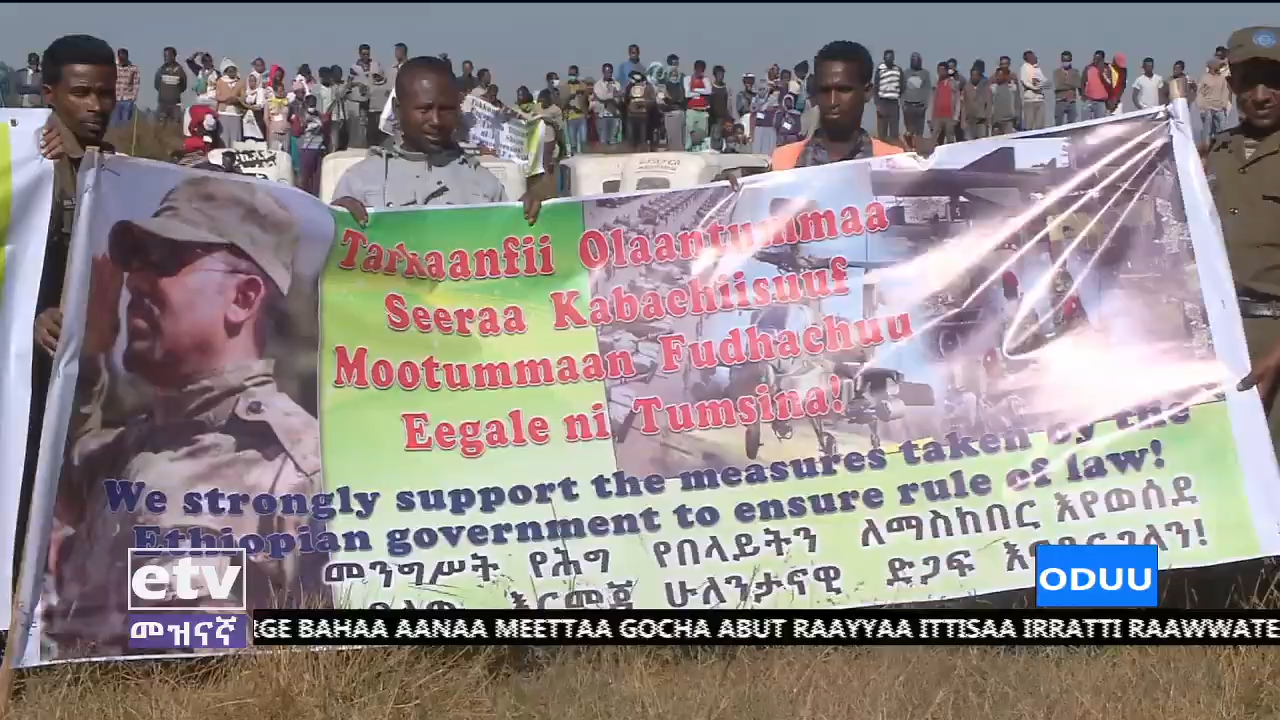 Tarkaanfii Olaantummaa
Seeraa Kabachiisuuf
Mootummaan Fudhachuu
Eegale ni Tumsina!
We strongly support the measures taken by the
Ethiopian government to ensure rule of law!
መንግሥት የሕግ የበላይትን ለማስከበር እየወሰደ
እርምጃ ሁለንታናዊ ድጋፍ
etv
መዝናኛ
ODUU
GE BAHAA AANAA MEETTAA GOCHA ABUT RAAYYAA ITTISAA IRRATTI RAAWWATE